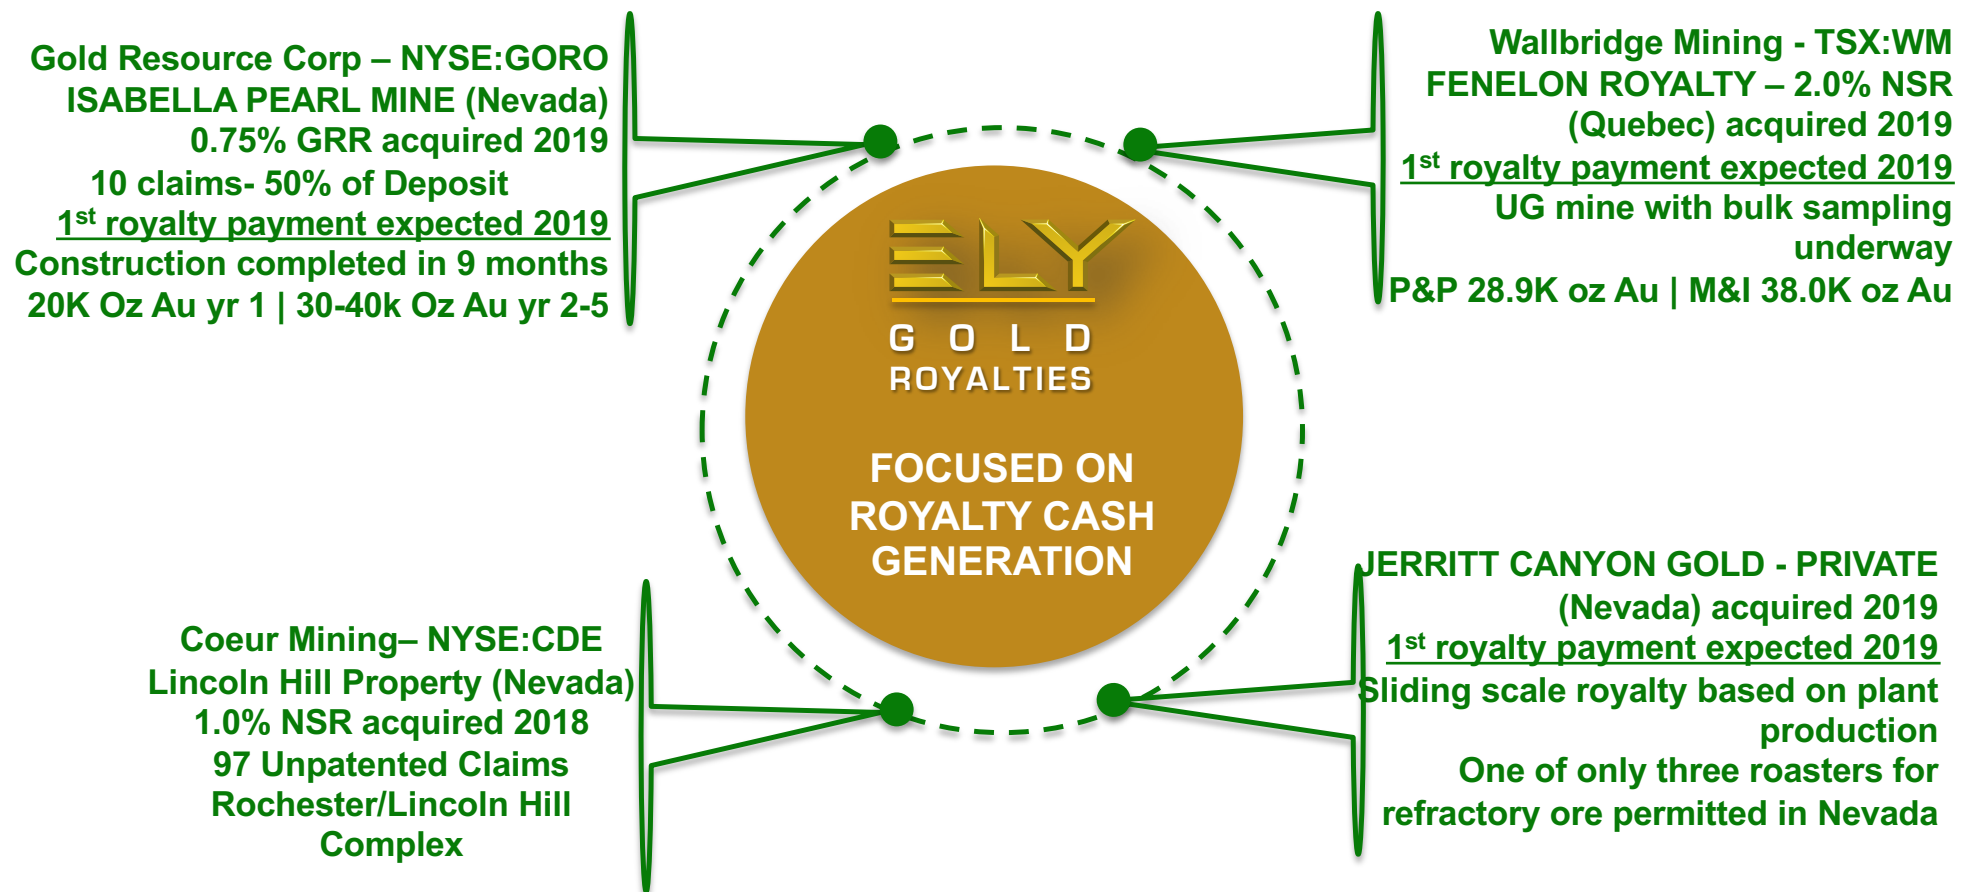 Gold Resource Corp – NYSE:GORO
ISABELLA PEARL MINE (Nevada)
0.75% GRR acquired 2019
10 claims- 50% of Deposit
1st royalty payment expected 2019
Construction completed in 9 months
20K Oz Au yr 1 | 30-40k Oz Au yr 2-5
Wallbridge Mining - TSX:WM
FENELON ROYALTY – 2.0% NSR
(Quebec) acquired 2019
1st royalty payment expected 2019
UG mine with bulk sampling
underway
P&P 28.9K oz Au | M&I 38.0K oz Au
ELY
GOLD
ROYALTIES
FOCUSED ON
ROYALTY CASH
GENERATION
Coeur Mining– NYSE:CDE
Lincoln Hill Property (Nevada)
1.0% NSR acquired 2018
97 Unpatented Claims
Rochester/Lincoln Hill
Complex
JERRITT CANYON GOLD - PRIVATE
(Nevada) acquired 2019
1st royalty payment expected 2019
Sliding scale royalty based on plant
production
One of only three roasters for
refractory ore permitted in Nevada